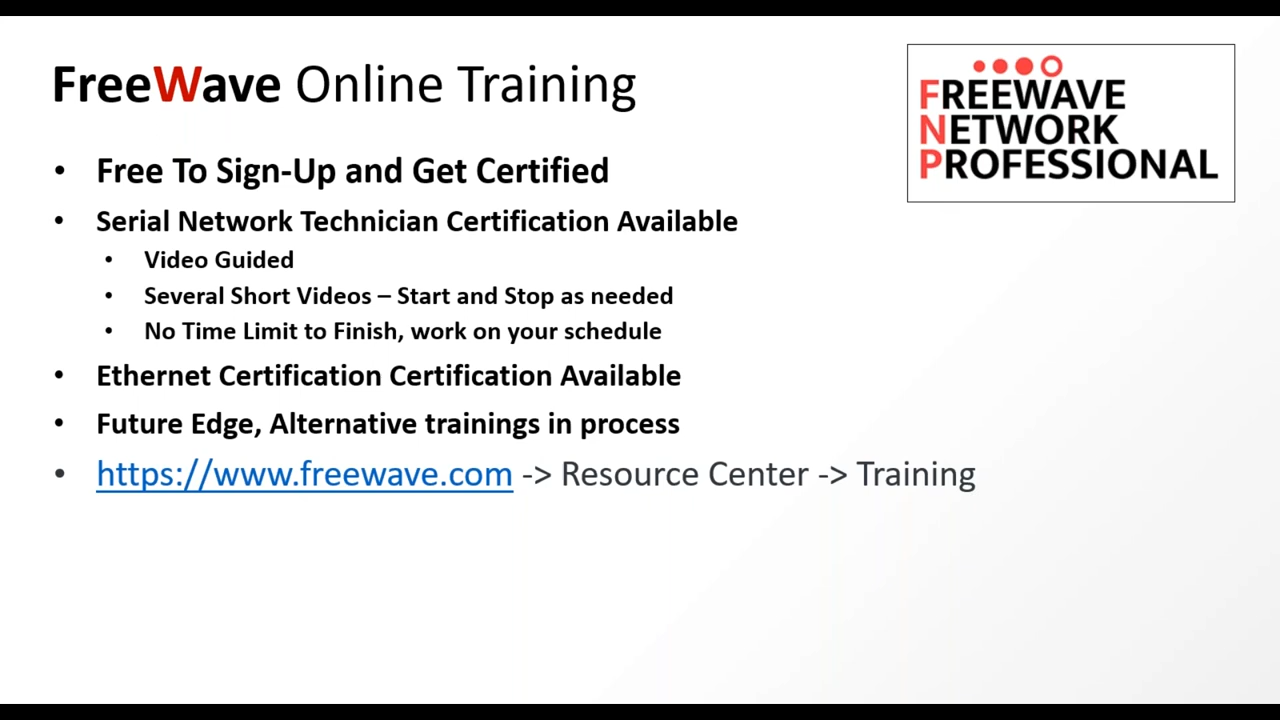 FreeWave Online Training
FREEWAVE
NETWORK
PROFESSIONAL
• Free To Sign-Up and Get Certified
• Serial Network Technician Certification Available
• Video Guided
• Several Short Videos – Start and Stop as needed
• No Time Limit to Finish, work on your schedule
• Ethernet Certification Certification Available
• Future Edge, Alternative trainings in process
• https://www.freewave.com -> Resource Center -> Training